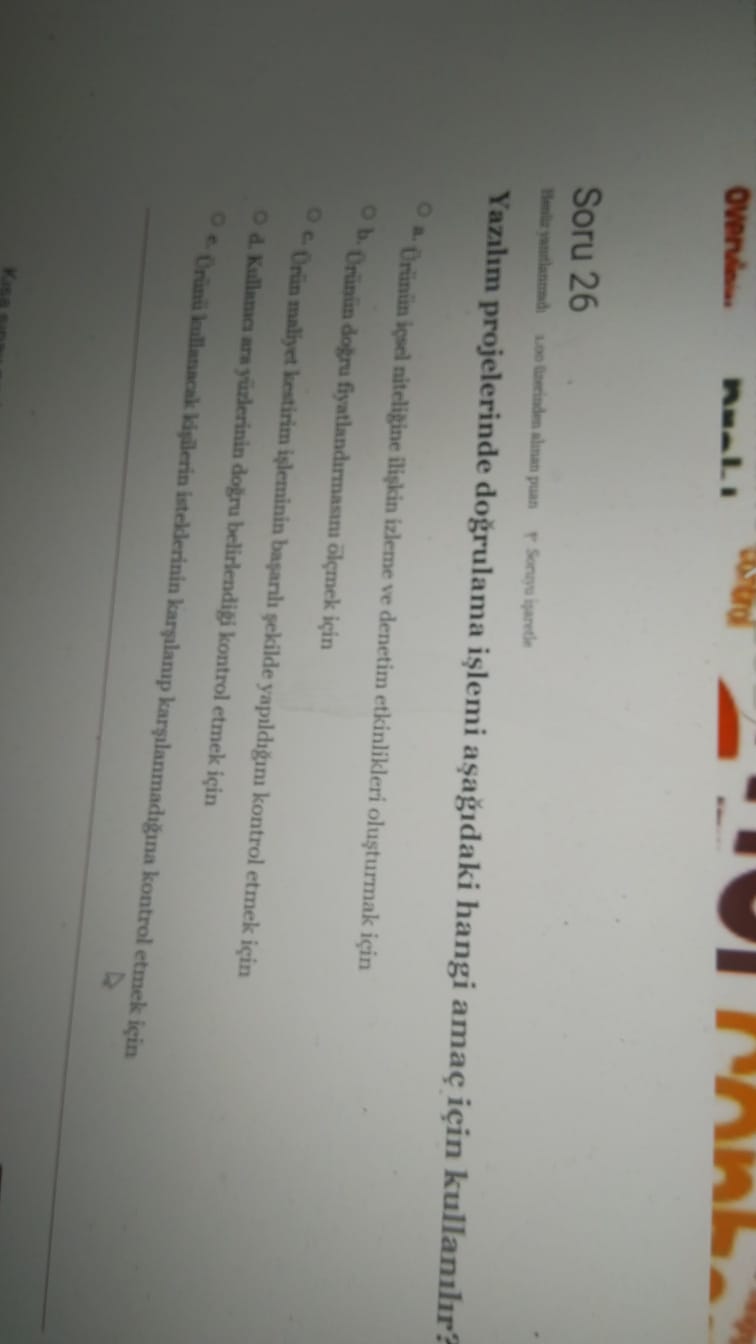 overview
control
Soru 26
Henüz yanıtlanmadı 1,00 üzerinden alınan puan Soruyu işaretle
Yazılım projelerinde doğrulama işlemi aşağıdaki hangi amaç için kullanılır?
a. Ürünün içsel niteliğine ilişkin izleme ve denetim etkinlikleri oluşturmak için
b. Ürünün doğru fiyatlandırmasını ölçmek için
c. Ürün maliyet kestirim işleminin başarılı şekilde yapıldığını kontrol etmek için
d. Kullanıcı ara yüzlerinin doğru belirlendiği kontrol etmek için
e. Ürünü kullanacak kişilerin isteklerinin karşılanıp karşılanmadığına kontrol etmek için